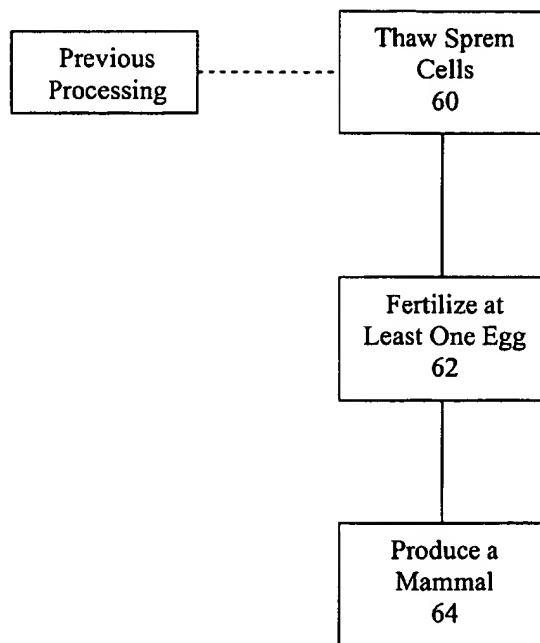 Previous
Processing
Thaw Sprem
Cells
60
Fertilize at
Least One Egg
62
Produce a
Mammal
64